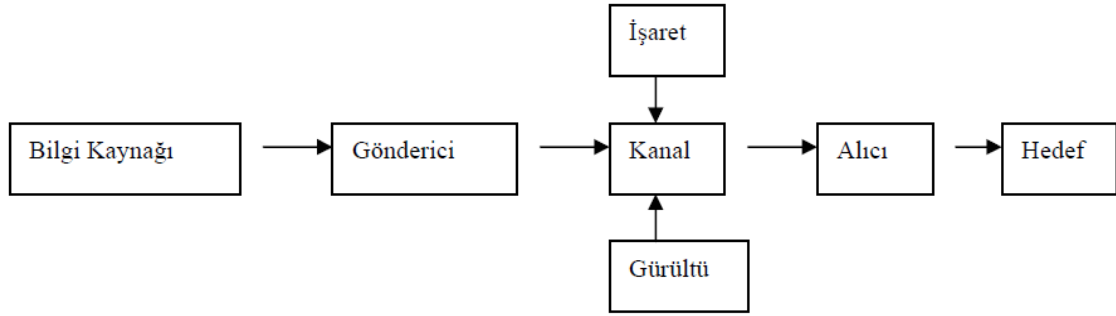 İşaret
Bilgi Kaynağı
Gönderici
Kanal
Alıcı
Hedef
Gürültü